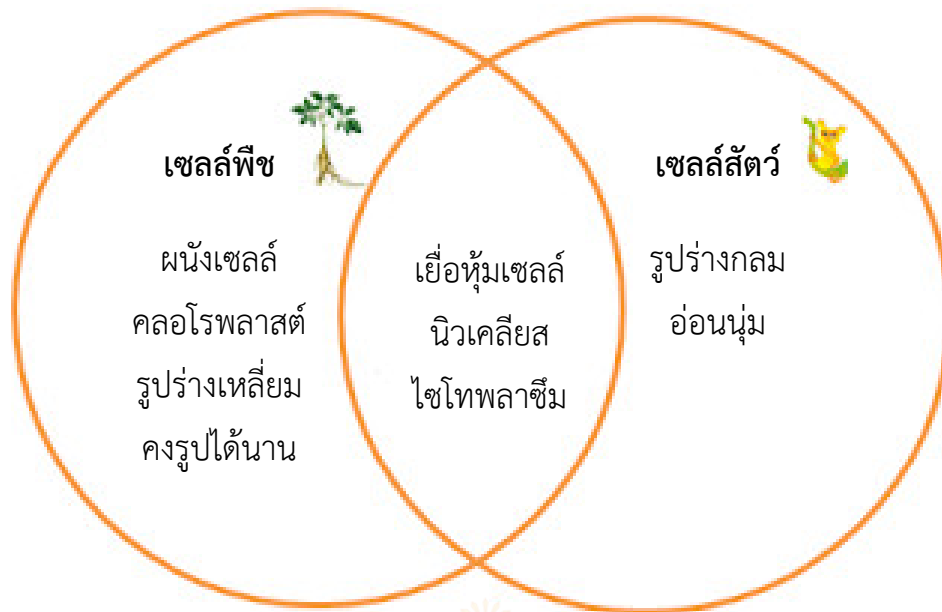 เซลล์พืช
ผนังเซลล์
คลอโรพลาสต์
รูปร่างเหลี่ยม
คงรูปได้นาน
เยื่อหุ้มเซลล์
นิวเคลียส
ไซโทพลาซึม
เซลล์สัตว์
รูปร่างกลม
อ่อนนุ่ม